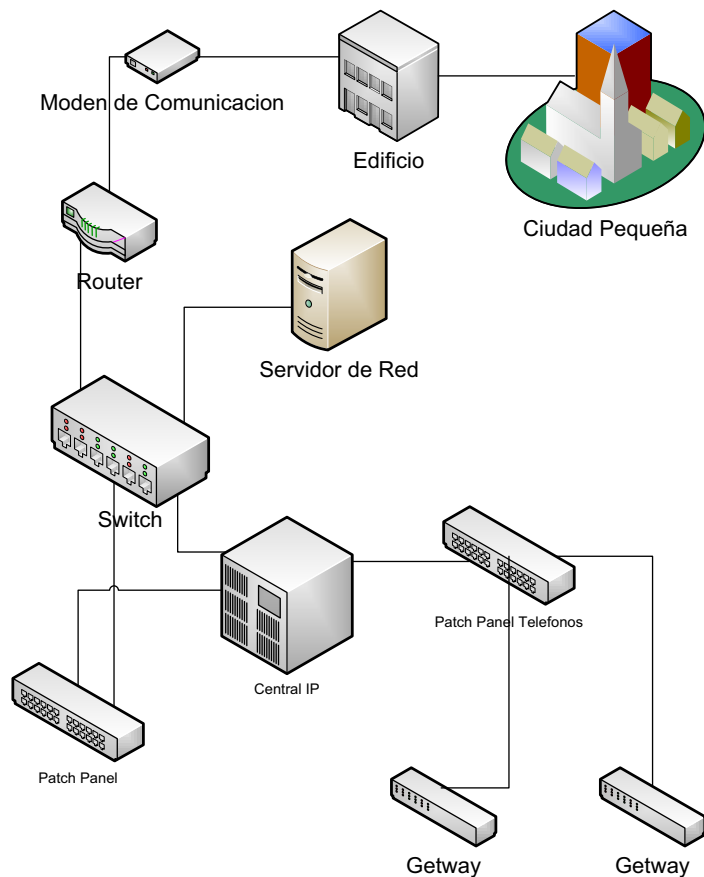 Moden de Comunicacion
Edificio
Ciudad Pequeña
Router
Servidor de Red
Switch
Patch Panel Telefonos
Central IP
Patch Panel
Getway
Getway